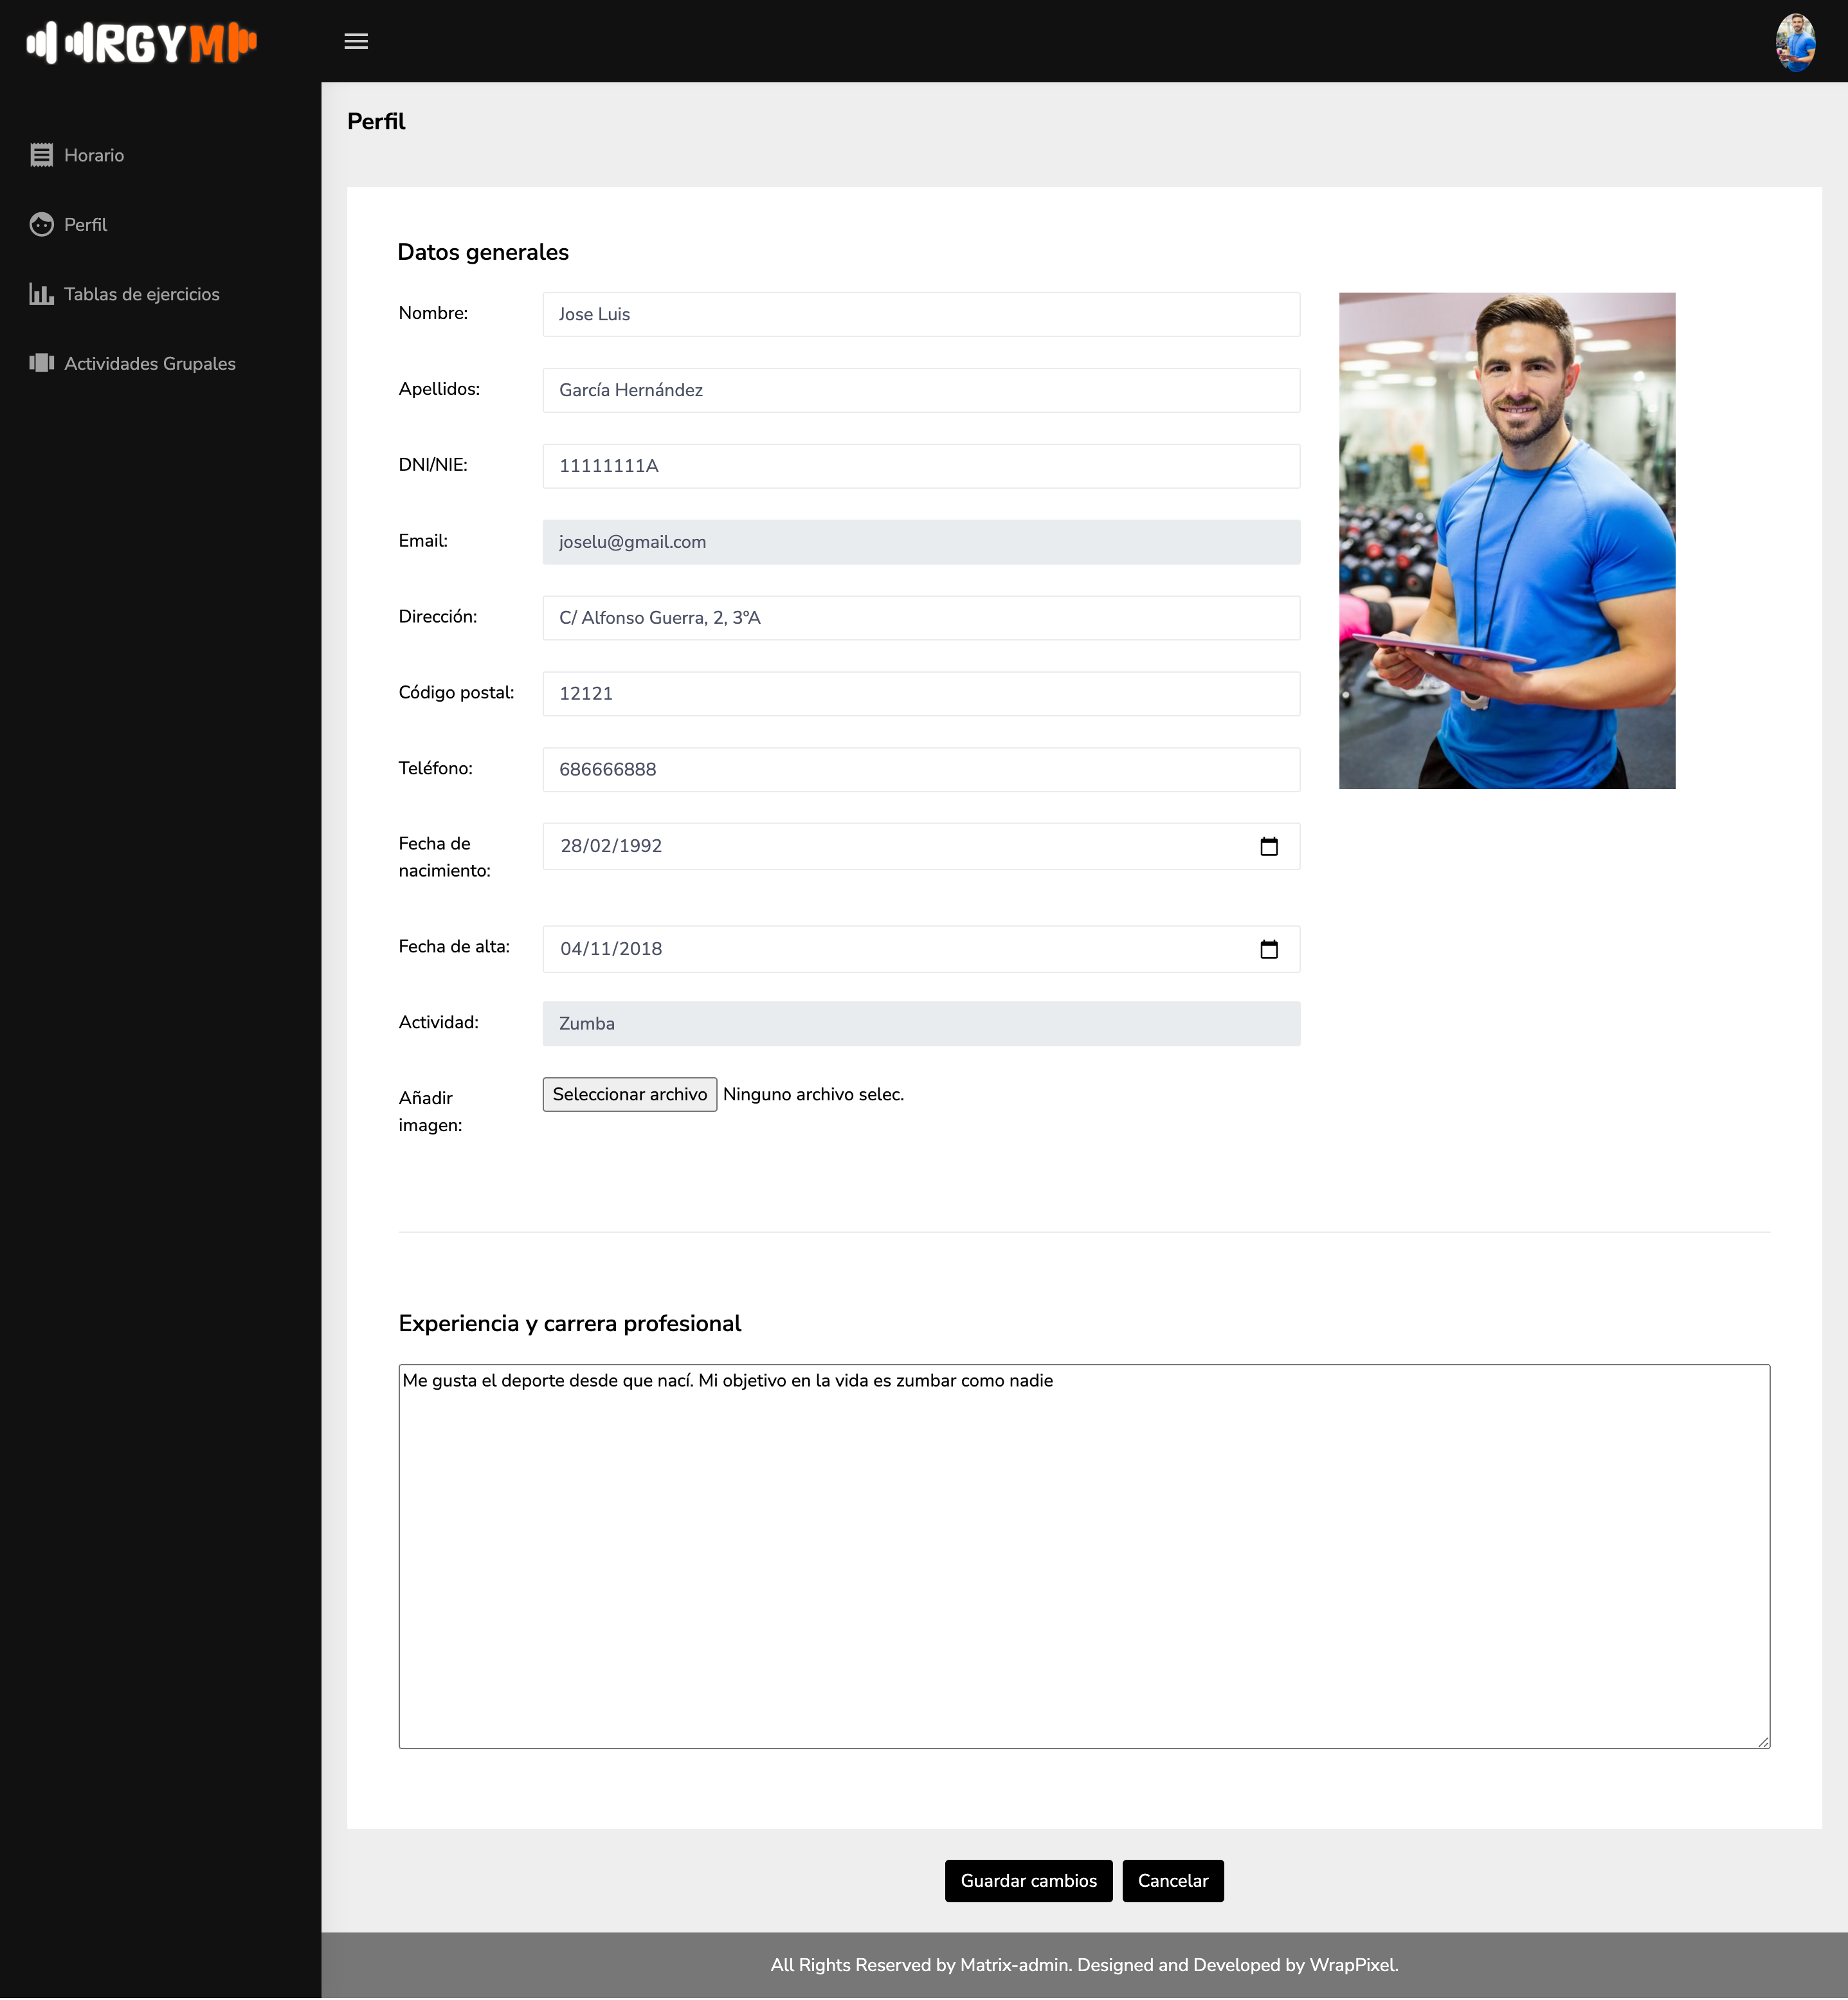 RGYM
Perfil
Horario
Perfil
Tablas de ejercicios
Actividades Grupales
Datos generales
Nombre:
Jose Luis
Apellidos:
García Hernández
DNI/NIE:
11111111A
Email:
joselu@gmail.com
Dirección:
C/ Alfonso Guerra, 2, 3ºA
Código postal:
12121
Teléfono:
686666888
Fecha de
nacimiento:
28/02/1992
Fecha de alta:
04/11/2018
Actividad:
Zumba
Añadir
imagen:
Seleccionar archivo Ninguno archivo selec.
Experiencia y carrera profesional
Me gusta el deporte desde que nací. Mi objetivo en la vida es zumbar como nadie
Guardar cambios Cancelar
All Rights Reserved by Matrix-admin. Designed and Developed by WrapPixel.